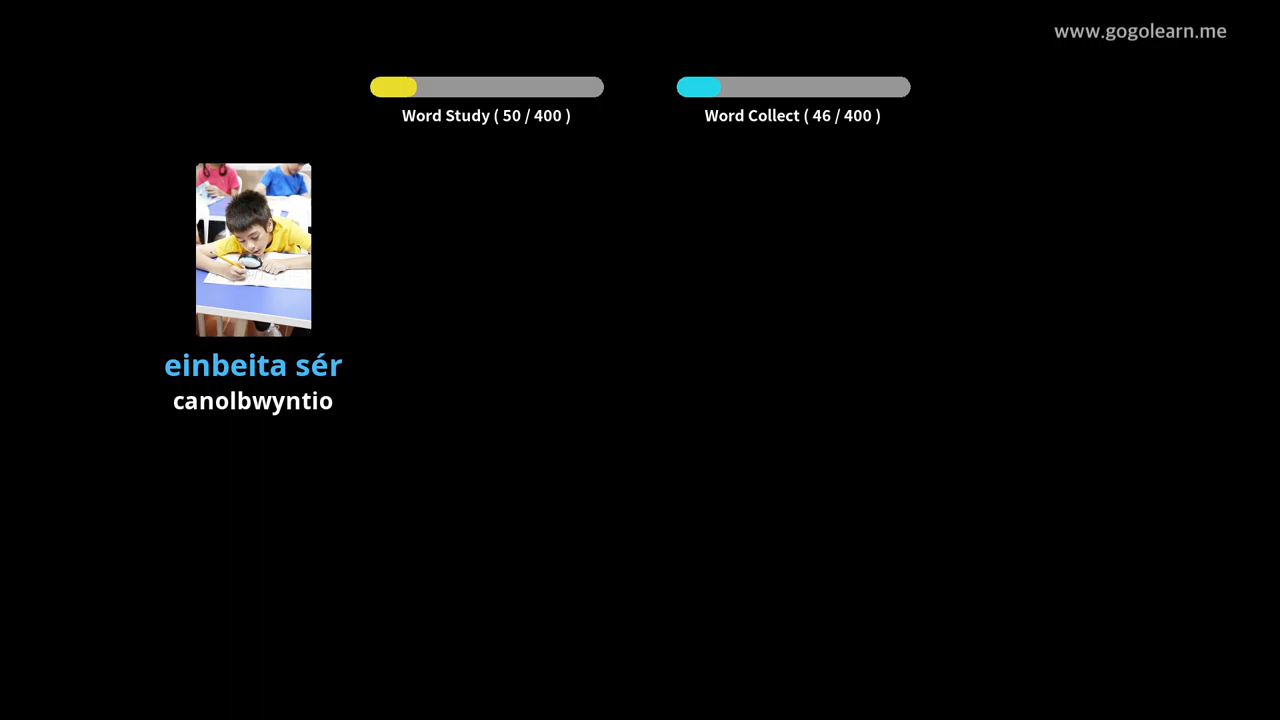 www.gogolearn.me
Word Study ( 50 / 400 )
Word Collect ( 46 / 400 )
einbeita sér
canolbwyntio